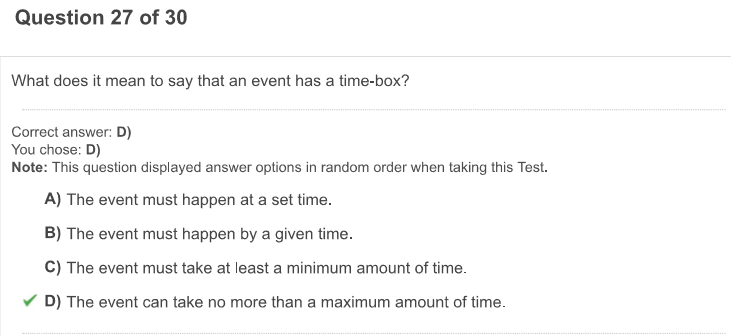 Question 27 of 30
What does it mean to say that an event has a time-box?
Correct answer: D)
You chose: D)
Note: This question displayed answer options in random order when taking this Test.
A) The event must happen at a set time.
B) The event must happen by a given time.
C) The event must take at least a minimum amount of time.
D) The event can take no more than a maximum amount of time.